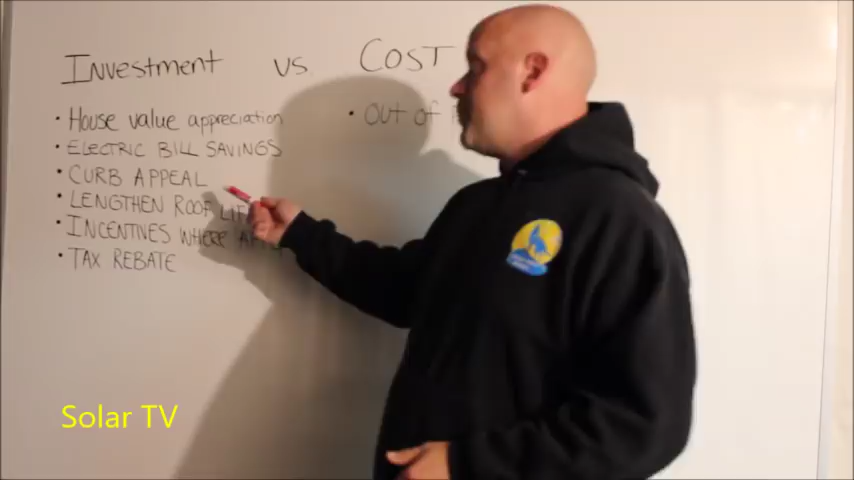 Investment vs. COST
• House value appreciation
• OUT OF
• ELECTRIC BILL SAVINGS
• CURB APPEAL
• LENGTHEN ROOF
• INCENTIVES WHERE
• TAX REBATE
Solar TV